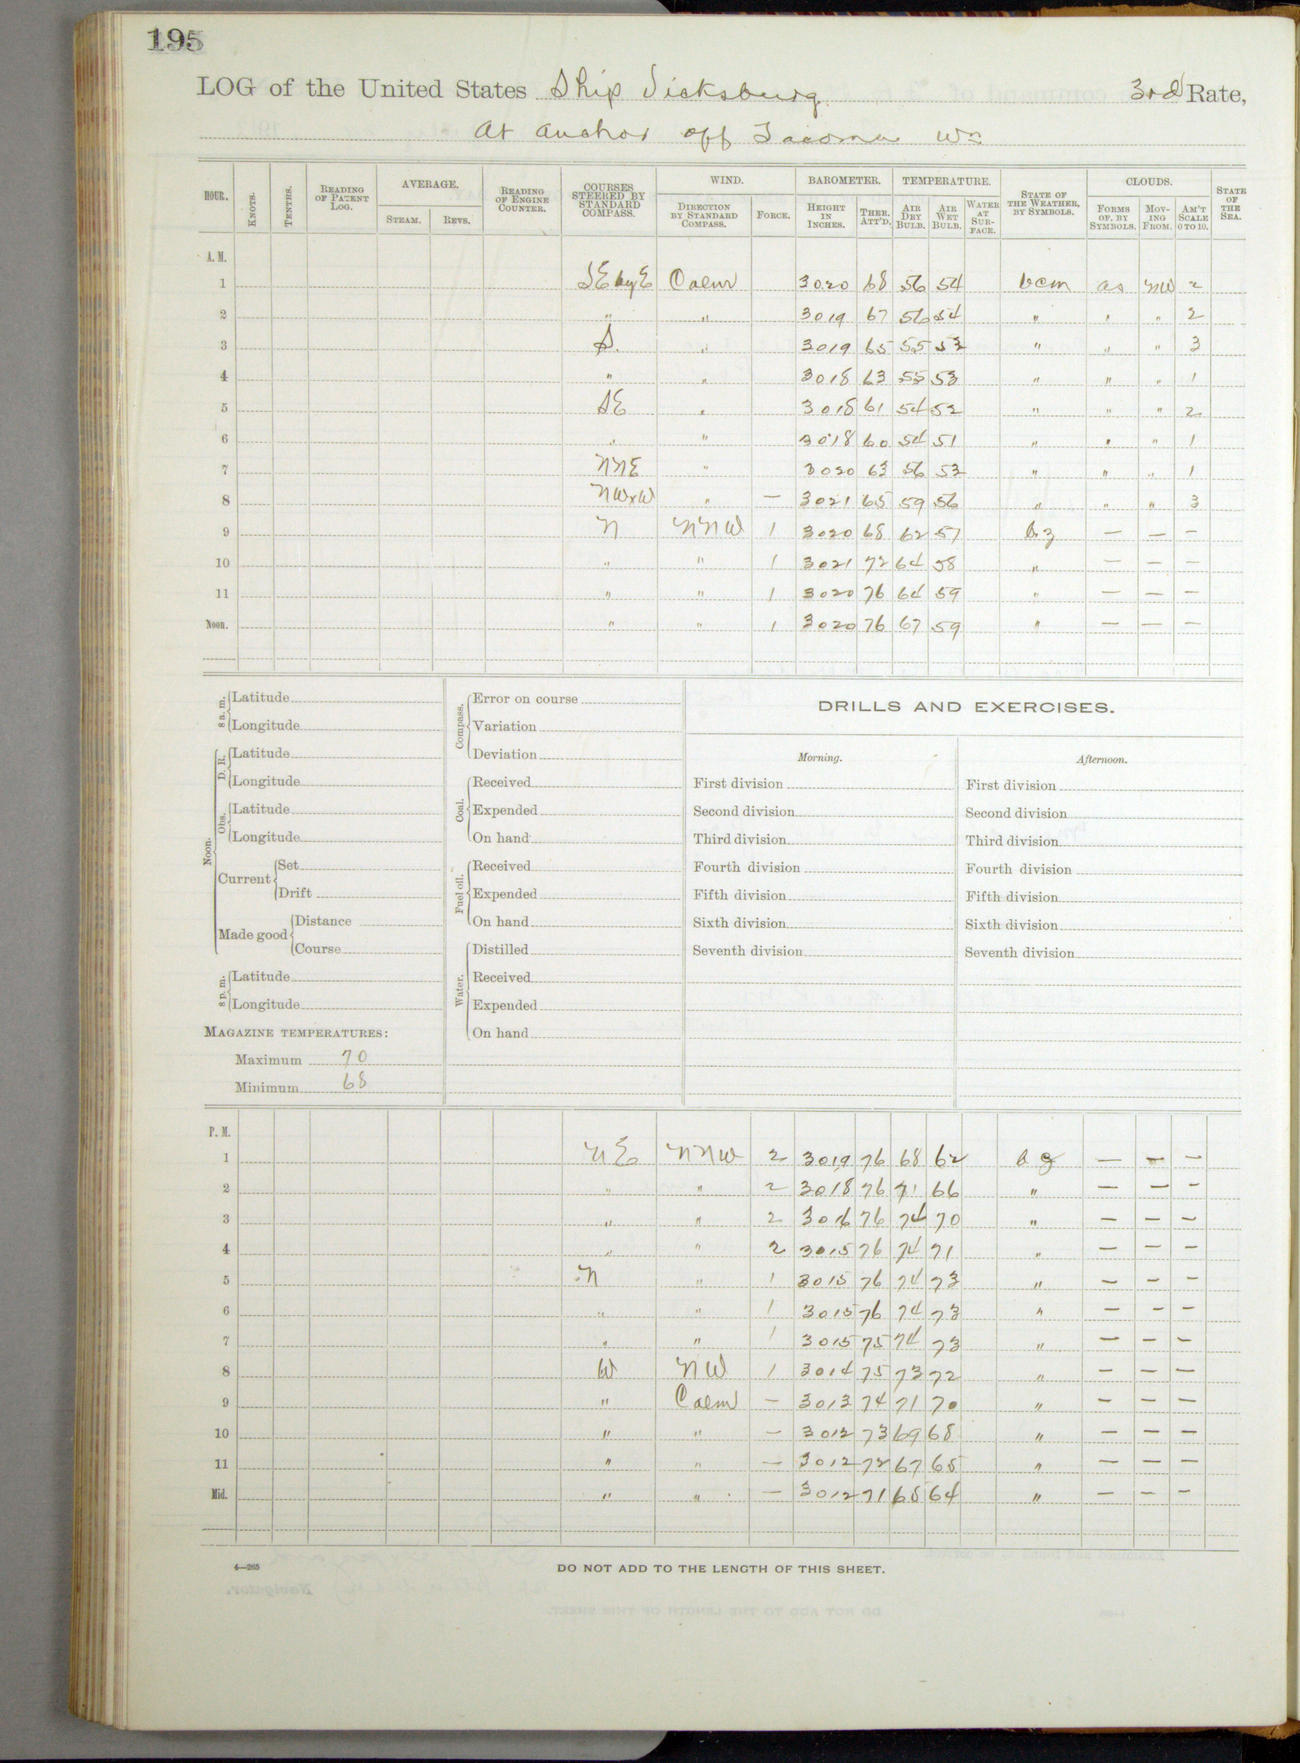 195
LOG of the United States Ship Vicksburg 3rd Rate,
At anchor off Tacoma Wn
HOUR. KNOTS. TENTHS. READING OF PATENT LOG. AVERAGE. STEAM. REVS. READING OF ENGINE COUNTER. COURSES STEERED BY STANDARD COMPASS. WIND. DIRECTION BY STANDARD COMPASS. FORCE. BAROMETER. HEIGHT IN INCHES. THER. ATT'D. TEMPERATURE. AIR DRY BULB. AIR WET BULB. WATER AT SURFACE. STATE OF THE WEATHER, BY SYMBOLS. CLOUDS. FORMS OF, BY SYMBOLS. MOVING FROM. AM'T SCALE 0 TO 10. STATE OF THE SEA.
A. M.
1 SE by E Calm 3020 68 56 54 bcm as NW 2
2 " " 3019 67 56 54 " " " 2
3 S. " 3019 65 55 53 " " " 3
4 " " 3018 63 55 53 " " " 1
5 SE " 3018 61 54 52 " " " 2
6 " " 3018 60 54 51 " " " 1
7 NNE " 3020 63 56 53 " " " 1
8 NWxW " — 3021 65 59 56 " " " 3
9 N NNW 1 3020 68 62 57 bz — — —
10 " " 1 3021 72 64 58 " — — —
11 " " 1 3020 76 64 59 " — — —
Noon. " " 1 3020 76 67 59 " — — —
8 a. m. Latitude
Longitude
Noon. D. R. Latitude
Longitude
Obs. Latitude
Longitude
Current Set
Drift
Made good Distance
Course
8 p. m. Latitude
Longitude
MAGAZINE TEMPERATURES:
Maximum 70
Minimum 68
Compass. Error on course
Variation
Deviation
Coal. Received
Expended
On hand
Fuel oil. Received
Expended
On hand
Water. Distilled
Received
Expended
On hand
DRILLS AND EXERCISES.
Morning.
First division
Second division
Third division
Fourth division
Fifth division
Sixth division
Seventh division
Afternoon.
First division
Second division
Third division
Fourth division
Fifth division
Sixth division
Seventh division
P. M.
1 NE NNW 2 3019 76 68 62 bz — — —
2 " " 2 3018 76 71 66 " — — —
3 " " 2 3016 76 74 70 " — — —
4 " " 2 3015 76 74 71 " — — —
5 N " 1 3015 76 74 73 " — — —
6 " " 1 3015 76 74 73 " — — —
7 " " 1 3015 75 74 73 " — — —
8 W NW 1 3014 75 73 72 " — — —
9 " Calm — 3013 74 71 70 " — — —
10 " " — 3012 73 69 68 " — — —
11 " " — 3012 72 67 65 " — — —
Mid. " " — 3012 71 65 64 " — — —
4—265
DO NOT ADD TO THE LENGTH OF THIS SHEET.